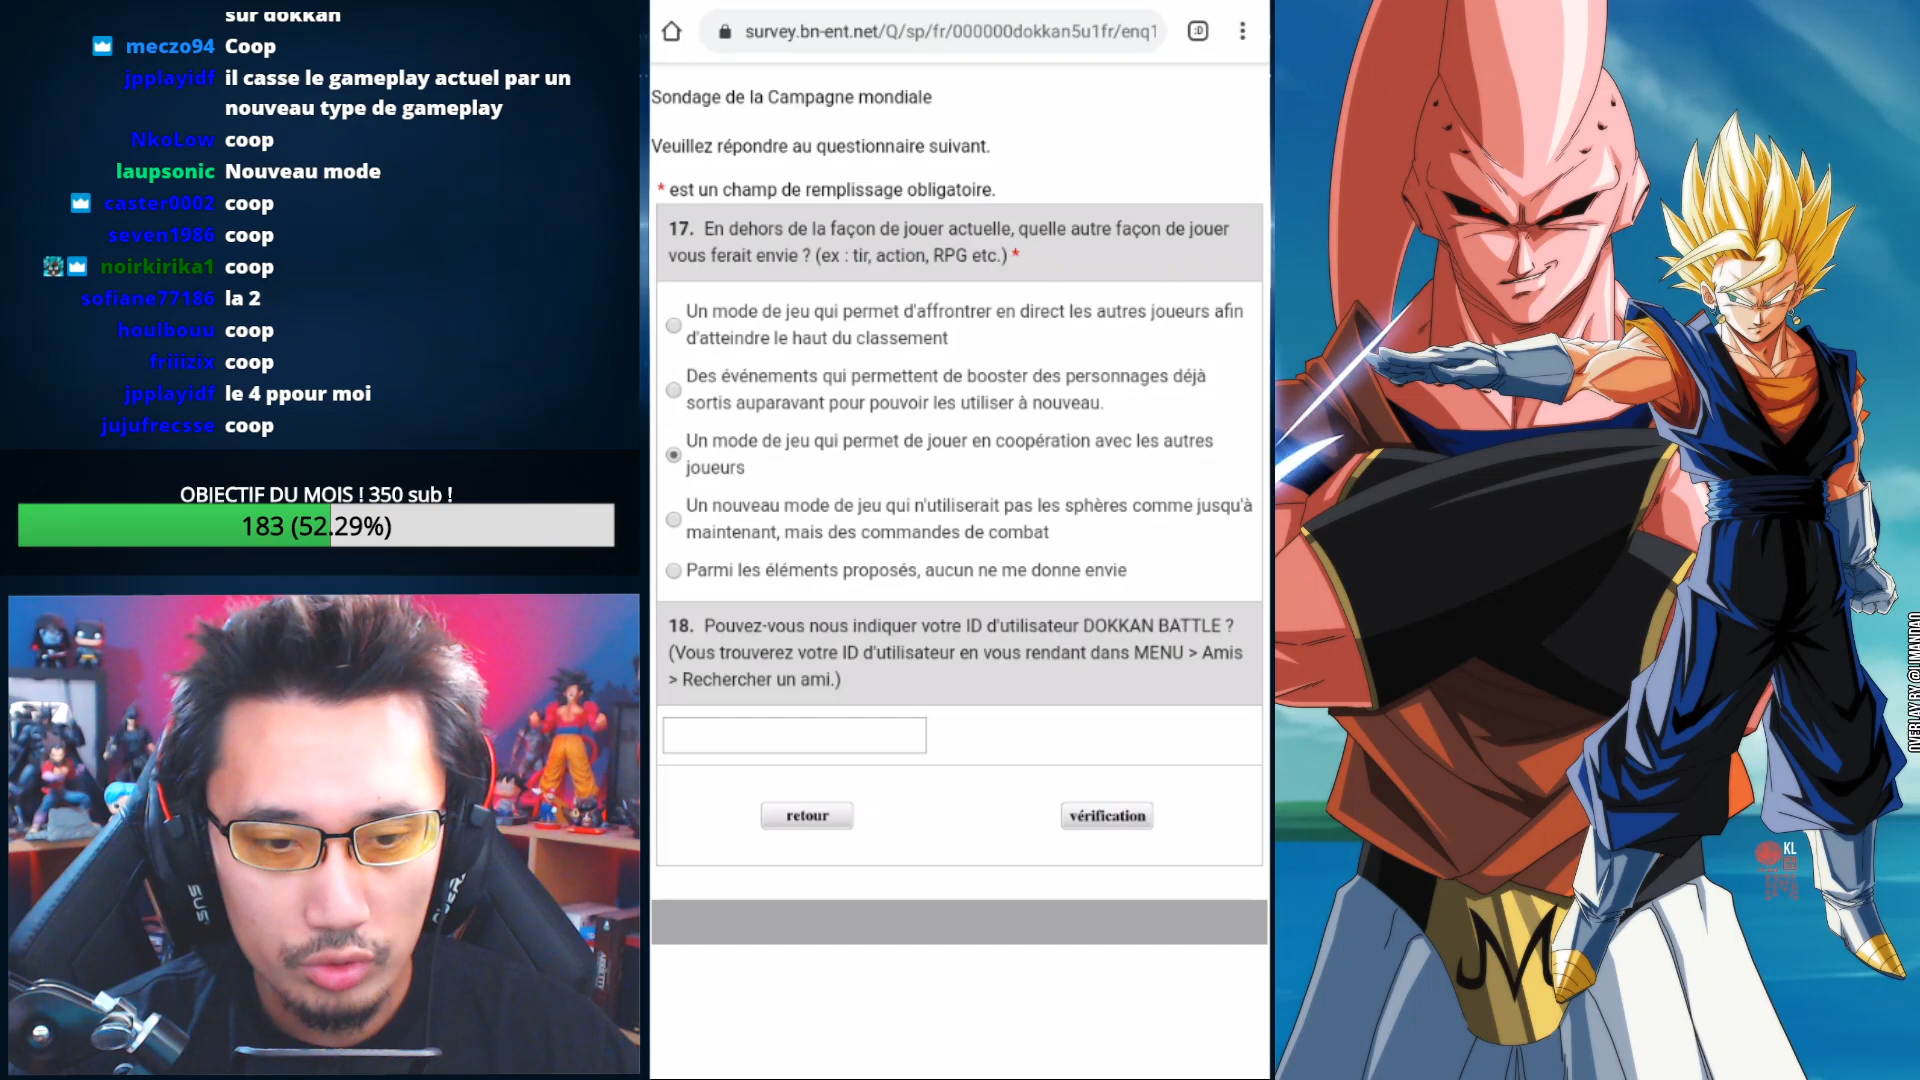 sur dokkan
meczo94 Coop
jpplayidf il casse le gameplay actuel par un
nouveau type de gameplay
NkoLow coop
laupsonic Nouveau mode
caster0002 coop
seven1986 coop
noirkirika1 coop
sofiane77186 la 2
houlbouu coop
friiizix coop
jpplayidf le 4 ppour moi
jujufrecsse coop
OBJECTIF DU MOIS ! 350 sub !
183 (52.29%)
survey.bn-ent.net/Q/sp/fr/000000dokkan5u1fr/enq1
:D
Sondage de la Campagne mondiale
Veuillez répondre au questionnaire suivant.
* est un champ de remplissage obligatoire.
17. En dehors de la façon de jouer actuelle, quelle autre façon de jouer
vous ferait envie ? (ex : tir, action, RPG etc.) *
Un mode de jeu qui permet d'affrontrer en direct les autres joueurs afin
d'atteindre le haut du classement
Des événements qui permettent de booster des personnages déjà
sortis auparavant pour pouvoir les utiliser à nouveau.
Un mode de jeu qui permet de jouer en coopération avec les autres
joueurs
Un nouveau mode de jeu qui n'utiliserait pas les sphères comme jusqu'à
maintenant, mais des commandes de combat
Parmi les éléments proposés, aucun ne me donne envie
18. Pouvez-vous nous indiquer votre ID d'utilisateur DOKKAN BATTLE ?
(Vous trouverez votre ID d'utilisateur en vous rendant dans MENU > Amis
> Rechercher un ami.)
retour
vérification
OVERLAY BY @LIMANDAO
KL
M